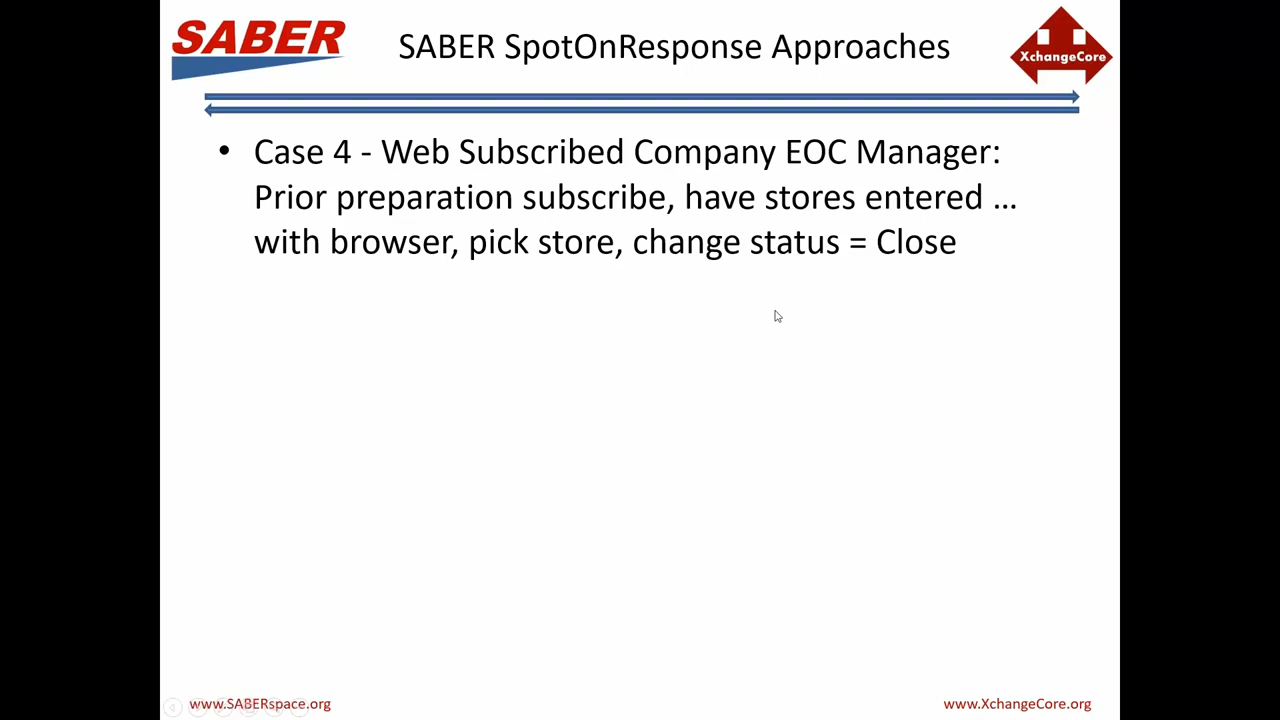 SABER
SABER SpotOnResponse Approaches
XchangeCore
• Case 4 - Web Subscribed Company EOC Manager:
Prior preparation subscribe, have stores entered …
with browser, pick store, change status = Close
www.SABERspace.org
www.XchangeCore.org